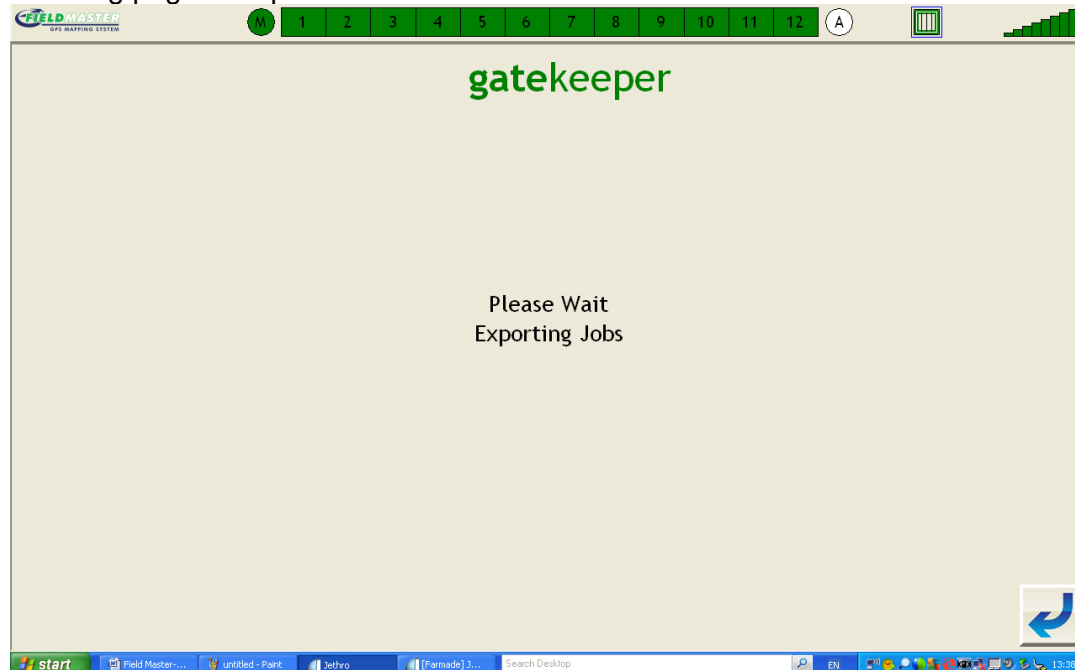 FIELDMASTER
GPS MAPPING SYSTEM
M 1 2 3 4 5 6 7 8 9 10 11 12 A
gatekeeper
Please Wait
Exporting Jobs
start Field Master-... untitled - Paint Jethro [Farmade] J... Search Desktop EN 13:38